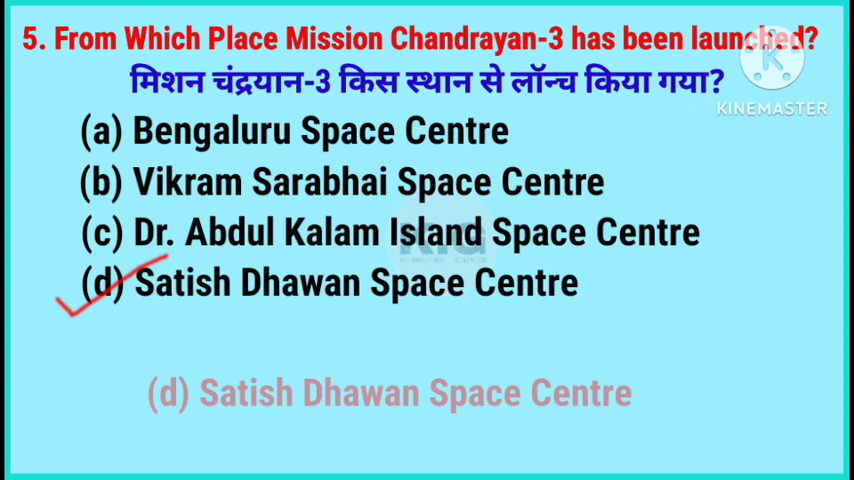 5. From Which Place Mission Chandrayan-3 has been launched?
मिशन चंद्रयान-3 किस स्थान से लॉन्च किया गया?
K
KINEMASTER
(a) Bengaluru Space Centre
(b) Vikram Sarabhai Space Centre
(c) Dr. Abdul Kalam Island Space Centre
K.G
(d) Satish Dhawan Space Centre
(d) Satish Dhawan Space Centre